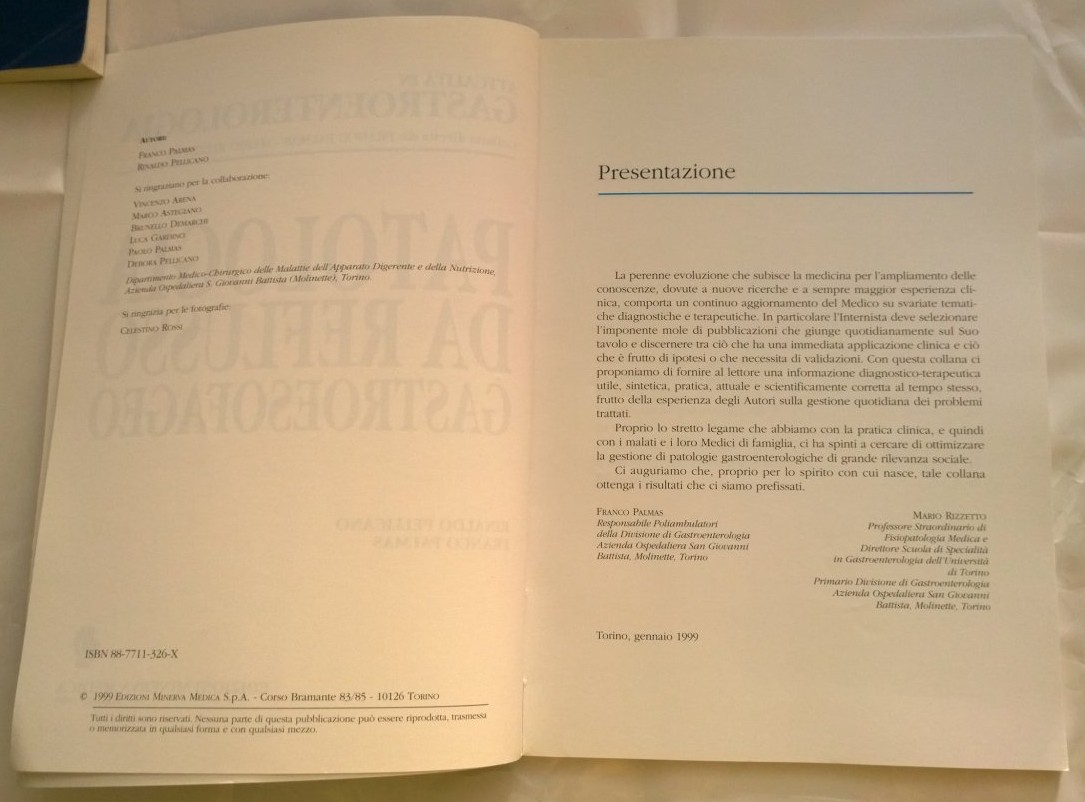 AUTORI
FRANCO PALMAS
RINALDO PELLICANO
Si ringraziano per la collaborazione:
VINCENZO ARENA
MARCO ASTEGIANO
BRUNELLO DEMARCHI
LUCA GARDINO
PAOLO PALMAS
DEBORA PELLICANO
Dipartimento Medico-Chirurgico delle Malattie dell'Apparato Digerente e della Nutrizione,
Azienda Ospedaliera S. Giovanni Battista (Molinette), Torino.
Si ringrazia per le fotografie:
CELESTINO ROSSI
ISBN 88-7711-326-X
© 1999 EDIZIONI MINERVA MEDICA S.p.A. - Corso Bramante 83/85 - 10126 TORINO
Tutti i diritti sono riservati. Nessuna parte di questa pubblicazione può essere riprodotta, trasmessa
o memorizzata in qualsiasi forma e con qualsiasi mezzo.
Presentazione
La perenne evoluzione che subisce la medicina per l'ampliamento delle
conoscenze, dovute a nuove ricerche e a sempre maggior esperienza cli-
nica, comporta un continuo aggiornamento del Medico su svariate temati-
che diagnostiche e terapeutiche. In particolare l'Internista deve selezionare
l'imponente mole di pubblicazioni che giunge quotidianamente sul Suo
tavolo e discernere tra ciò che ha una immediata applicazione clinica e ciò
che è frutto di ipotesi o che necessita di validazioni. Con questa collana ci
proponiamo di fornire al lettore una informazione diagnostico-terapeutica
utile, sintetica, pratica, attuale e scientificamente corretta al tempo stesso,
frutto della esperienza degli Autori sulla gestione quotidiana dei problemi
trattati.
Proprio lo stretto legame che abbiamo con la pratica clinica, e quindi
con i malati e i loro Medici di famiglia, ci ha spinti a cercare di ottimizzare
la gestione di patologie gastroenterologiche di grande rilevanza sociale.
Ci auguriamo che, proprio per lo spirito con cui nasce, tale collana
ottenga i risultati che ci siamo prefissati.
FRANCO PALMAS
Responsabile Poliambulatori
della Divisione di Gastroenterologia
Azienda Ospedaliera San Giovanni
Battista, Molinette, Torino
MARIO RIZZETTO
Professore Straordinario di
Fisiopatologia Medica e
Direttore Scuola di Specialità
in Gastroenterologia dell'Università
di Torino
Primario Divisione di Gastroenterologia
Azienda Ospedaliera San Giovanni
Battista, Molinette, Torino
Torino, gennaio 1999